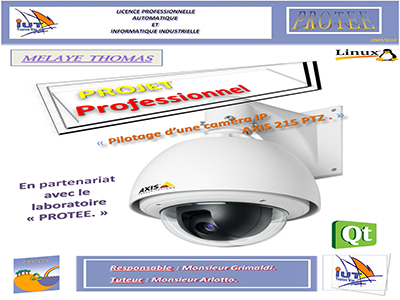 LICENCE PROFESSIONNELLE
AUTOMATIQUE
ET
INFORMATIQUE INDUSTRIELLE
IUT
PROTEE
MELAYE THOMAS
Linux
PROJET
Professionnel
« Pilotage d'une caméra IP
AXIS 215 PTZ. »
En partenariat
avec le
laboratoire
« PROTEE. »
AXIS
Qt
Responsable : Monsieur Grimaldi.
Tuteur : Monsieur Arlotto.
IUT